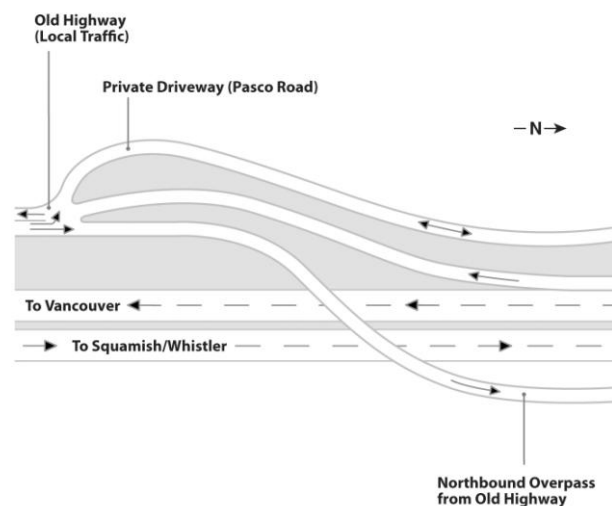 Old Highway
(Local Traffic)
Private Driveway (Pasco Road)
N
To Vancouver
To Squamish/Whistler
Northbound Overpass
from Old Highway